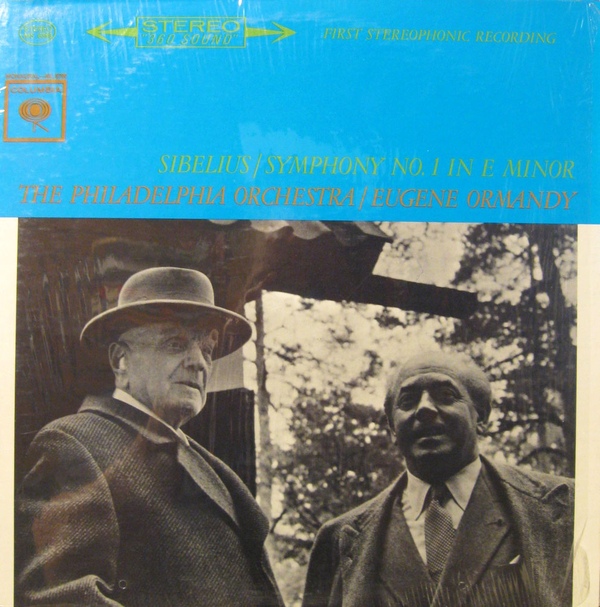 STEREO
"360 SOUND"
FIRST STEREOPHONIC RECORDING
COLUMBIA
SIBELIUS/SYMPHONY NO. 1 IN E MINOR
THE PHILADELPHIA ORCHESTRA/EUGENE ORMANDY